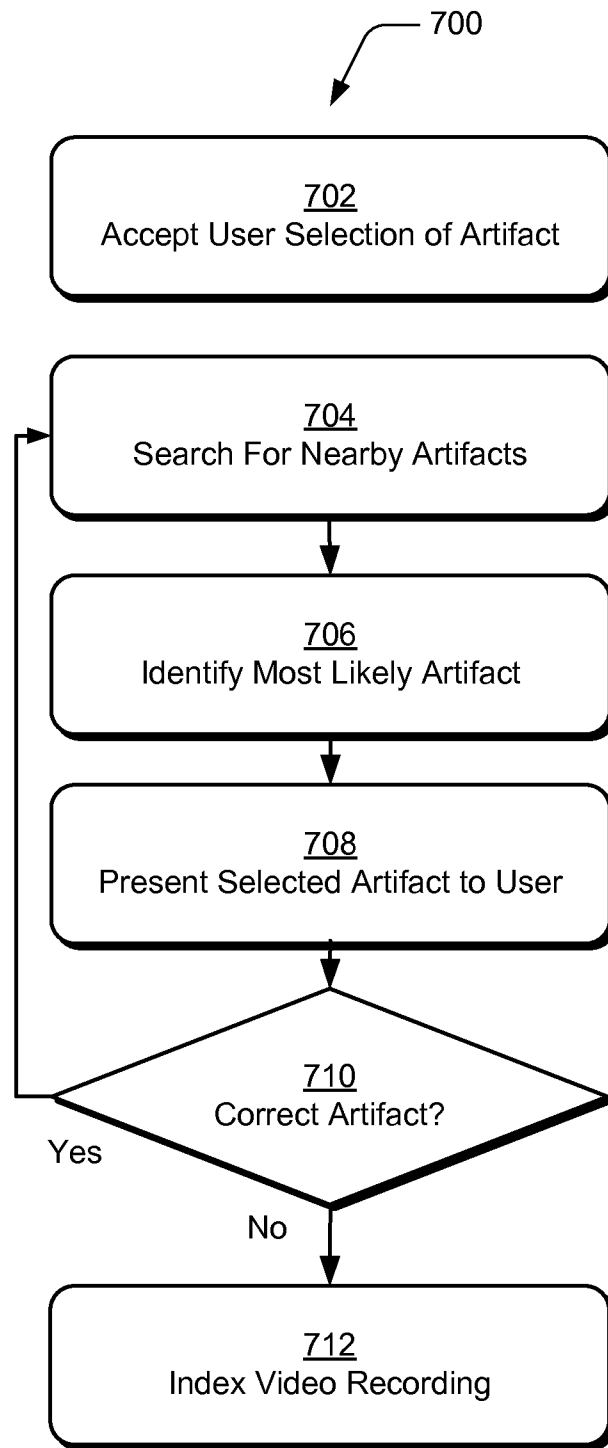 700
702
Accept User Selection of Artifact
704
Search For Nearby Artifacts
706
Identify Most Likely Artifact
708
Present Selected Artifact to User
710
Correct Artifact?
Yes
No
712
Index Video Recording